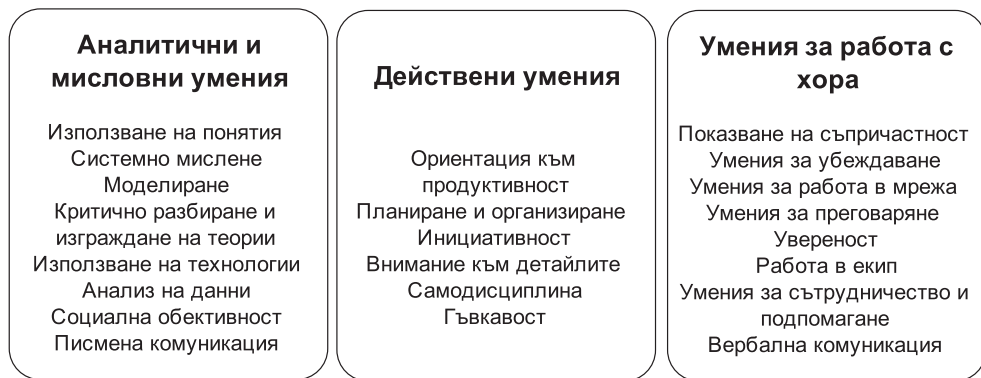 Аналитични и
мисловни умения
Използване на понятия
Системно мислене
Моделиране
Критично разбиране и
изграждане на теории
Използване на технологии
Анализ на данни
Социална обективност
Писмена комуникация
Действени умения
Ориентация към
продуктивност
Планиране и организиране
Инициативност
Внимание към детайлите
Самодисциплина
Гъвкавост
Умения за работа с
хора
Показване на съпричастност
Умения за убеждаване
Умения за работа в мрежа
Умения за преговаряне
Увереност
Работа в екип
Умения за сътрудничество и
подпомагане
Вербална комуникация